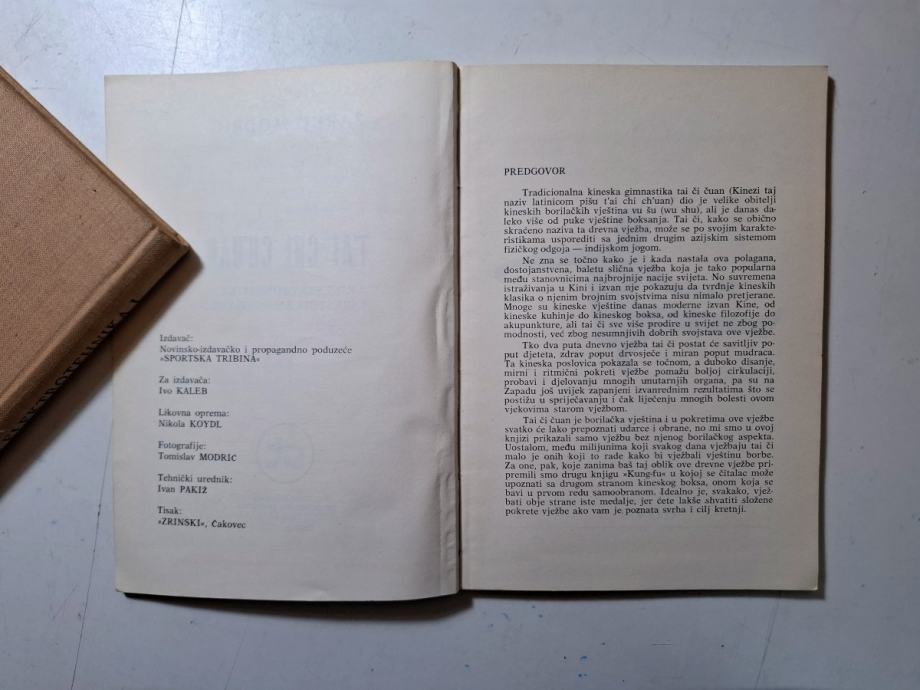 Izdavač:
Novinsko-izdavačko i propagandno poduzeće
»SPORTSKA TRIBINA«
Za izdavača:
Ivo KALEB
Likovna oprema:
Nikola KOYDL
Fotografije:
Tomislav MODRIĆ
Tehnički urednik:
Ivan PAKIŽ
Tisak:
»ZRINSKI«, Čakovec
PREDGOVOR
Tradicionalna kineska gimnastika tai či čuan (Kinezi taj
naziv latinicom pišu t'ai chi ch'uan) dio je velike obitelji
kineskih borilačkih vještina vu šu (wu shu), ali je danas da-
leko više od puke vještine boksanja. Tai či, kako se obično
skraćeno naziva ta drevna vježba, može se po svojim karakte-
ristikama usporediti sa jednim drugim azijskim sistemom
fizičkog odgoja — indijskom jogom.
Ne zna se točno kako je i kada nastala ova polagana,
dostojanstvena, baletu slična vježba koja je tako popularna
među stanovnicima najbrojnije nacije svijeta. No suvremena
istraživanja u Kini i izvan nje pokazuju da tvrdnje kineskih
klasika o njenim brojnim svojstvima nisu nimalo pretjerane.
Mnoge su kineske vještine danas moderne izvan Kine, od
kineske kuhinje do kineskog boksa, od kineske filozofije do
akupunkture, ali tai či sve više prodire u svijet ne zbog po-
modnosti, već zbog nesumnjivih dobrih svojstava ove vježbe.
Tko dva puta dnevno vježba tai či postat će savitljiv po-
put djeteta, zdrav poput drvosječe i miran poput mudraca.
Ta kineska poslovica pokazala se točnom, a duboko disanje,
mirni i ritmični pokreti vježbe pomažu boljoj cirkulaciji,
probavi i djelovanju mnogih unutarnjih organa, pa su na
Zapadu još uvijek zapanjeni izvanrednim rezultatima što se
postižu u spriječavanju i čak liječenju mnogih bolesti ovom
vjekovima starom vježbom.
Tai či čuan je borilačka vještina i u pokretima ove vježbe
svatko će lako prepoznati udarce i obrane, no mi smo u ovoj
knjizi prikazali samo vježbu bez njenog borilačkog aspekta.
Uostalom, među milijunima koji svakog dana vježbaju tai či
malo je onih koji to rade kako bi vježbali vještinu borbe.
Za one, pak, koje zanima baš taj oblik ove drevne vježbe pri-
premili smo drugu knjigu »Kung-fu« u kojoj se čitalac može
upoznati sa drugom stranom kineskog boksa, onom koja se
bavi u prvom redu samoobranom. Idealno je, svakako, vjež-
bati obje strane iste medalje, jer ćete lakše shvatiti složene
pokrete vježbe ako vam je poznata svrha i cilj kretnji.